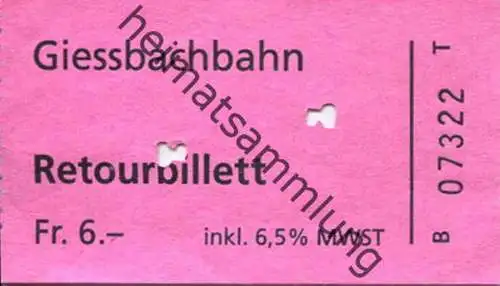 Giessbachbahn
Retourbillett
Fr. 6.–
inkl. 6,5% MWST
B 07322 T
heimatsammlung